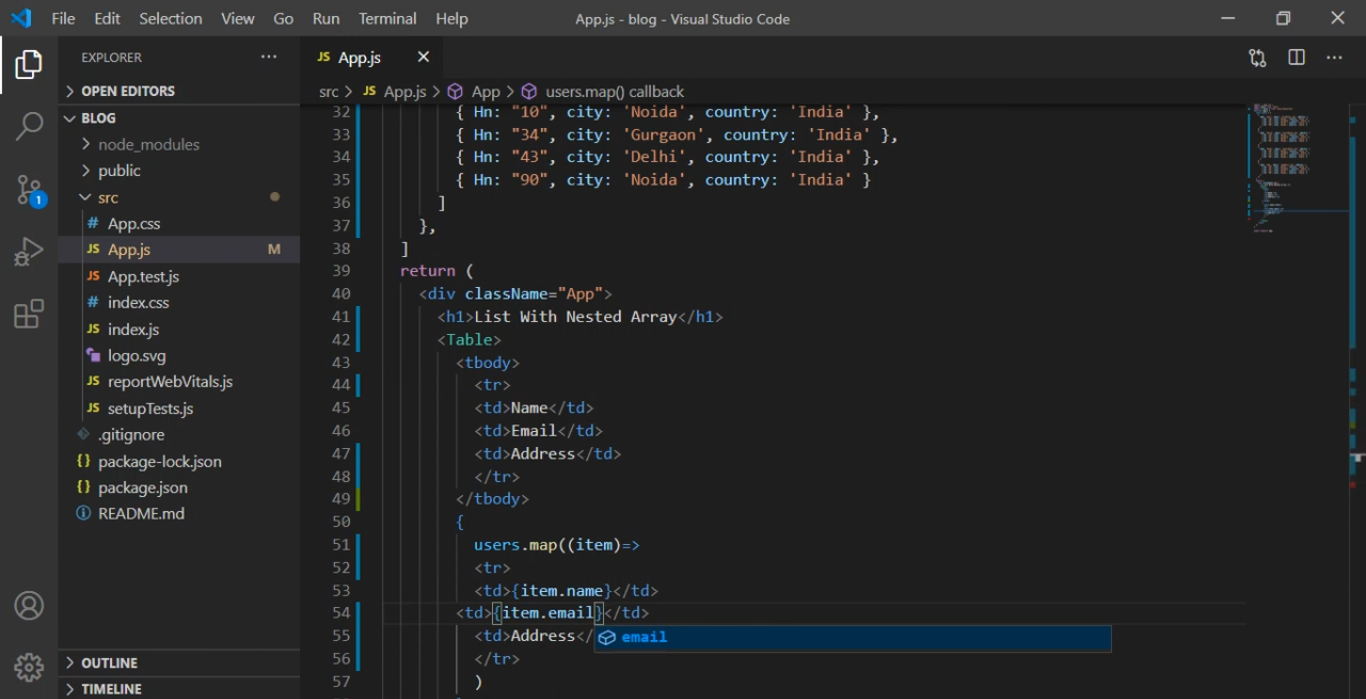 File Edit Selection View Go Run Terminal Help App.js - blog - Visual Studio Code
EXPLORER
OPEN EDITORS
BLOG
node_modules
public
src
# App.css
JS App.js M
JS App.test.js
# index.css
JS index.js
logo.svg
JS reportWebVitals.js
JS setupTests.js
.gitignore
{} package-lock.json
{} package.json
README.md
OUTLINE
TIMELINE
1
JS App.js
src > JS App.js > App > users.map() callback
32 { Hn: "10", city: 'Noida', country: 'India' },
33 { Hn: "34", city: 'Gurgaon', country: 'India' },
34 { Hn: "43", city: 'Delhi', country: 'India' },
35 { Hn: "90", city: 'Noida', country: 'India' }
36 ]
37 },
38 ]
39 return (
40 <div className="App">
41 <h1>List With Nested Array</h1>
42 <Table>
43 <tbody>
44 <tr>
45 <td>Name</td>
46 <td>Email</td>
47 <td>Address</td>
48 </tr>
49 </tbody>
50 {
51 users.map((item)=>
52 <tr>
53 <td>{item.name}</td>
54 <td>{item.email}</td>
55 <td>Address</
email
56 </tr>
57 )